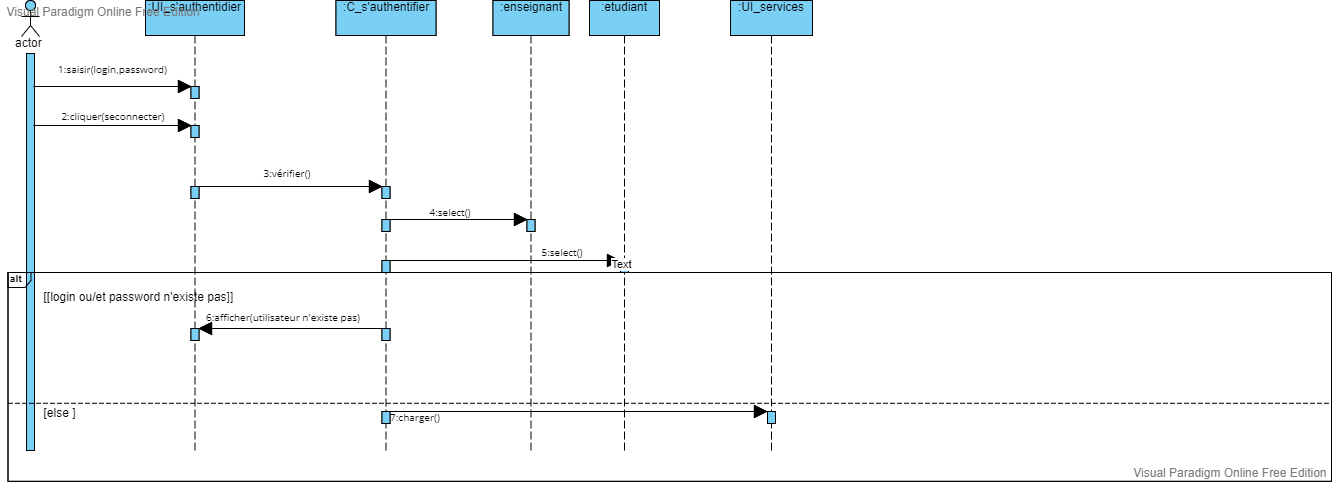 Visual Paradigm Online Free Edition
:UI_s'authentidier
:C_s'authentifier
:enseignant
:etudiant
:UI_services
actor
1:saisir(login,password)
2:cliquer(seconnecter)
3:vérifier()
4:select()
5:select()
Text
alt
[[login ou/et password n'existe pas]]
6:afficher(utilisateur n'existe pas)
[else ]
7:charger()
Visual Paradigm Online Free Edition